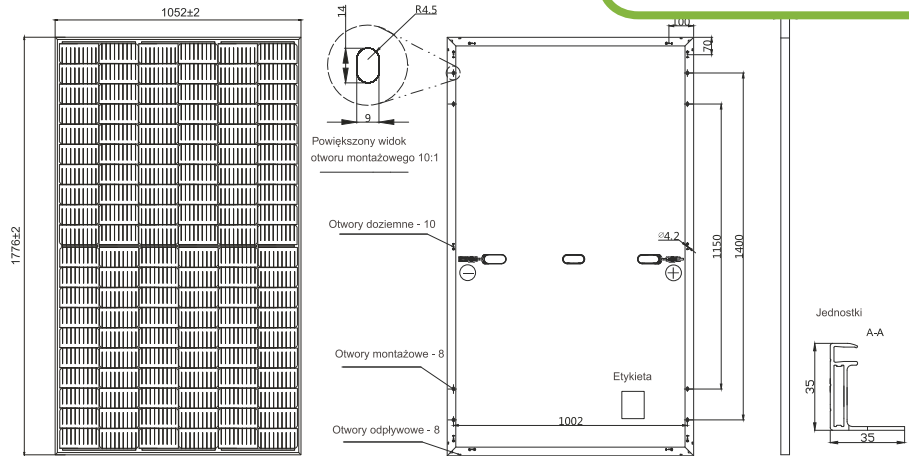 1052±2
1776±2
14
R4.5
9
Powiększony widok
otworu montażowego 10:1
Otwory doziemne - 10
Otwory montażowe - 8
Otwory odpływowe - 8
100
70
⌀4.2
1150
1400
Etykieta
1002
Jednostki
A-A
35
35